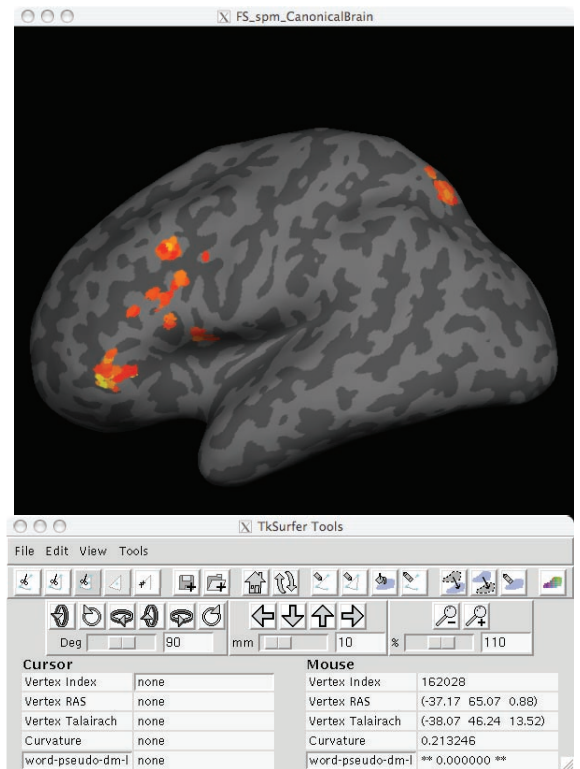 FS_spm_CanonicalBrain
TkSurfer Tools
File Edit View Tools
Deg 90 mm 10 % 110
Cursor Mouse
Vertex Index none Vertex Index 162028
Vertex RAS none Vertex RAS (-37.17 65.07 0.88)
Vertex Talairach none Vertex Talairach (-38.07 46.24 13.52)
Curvature none Curvature 0.213246
word-pseudo-dm-l none word-pseudo-dm-l ** 0.000000 **